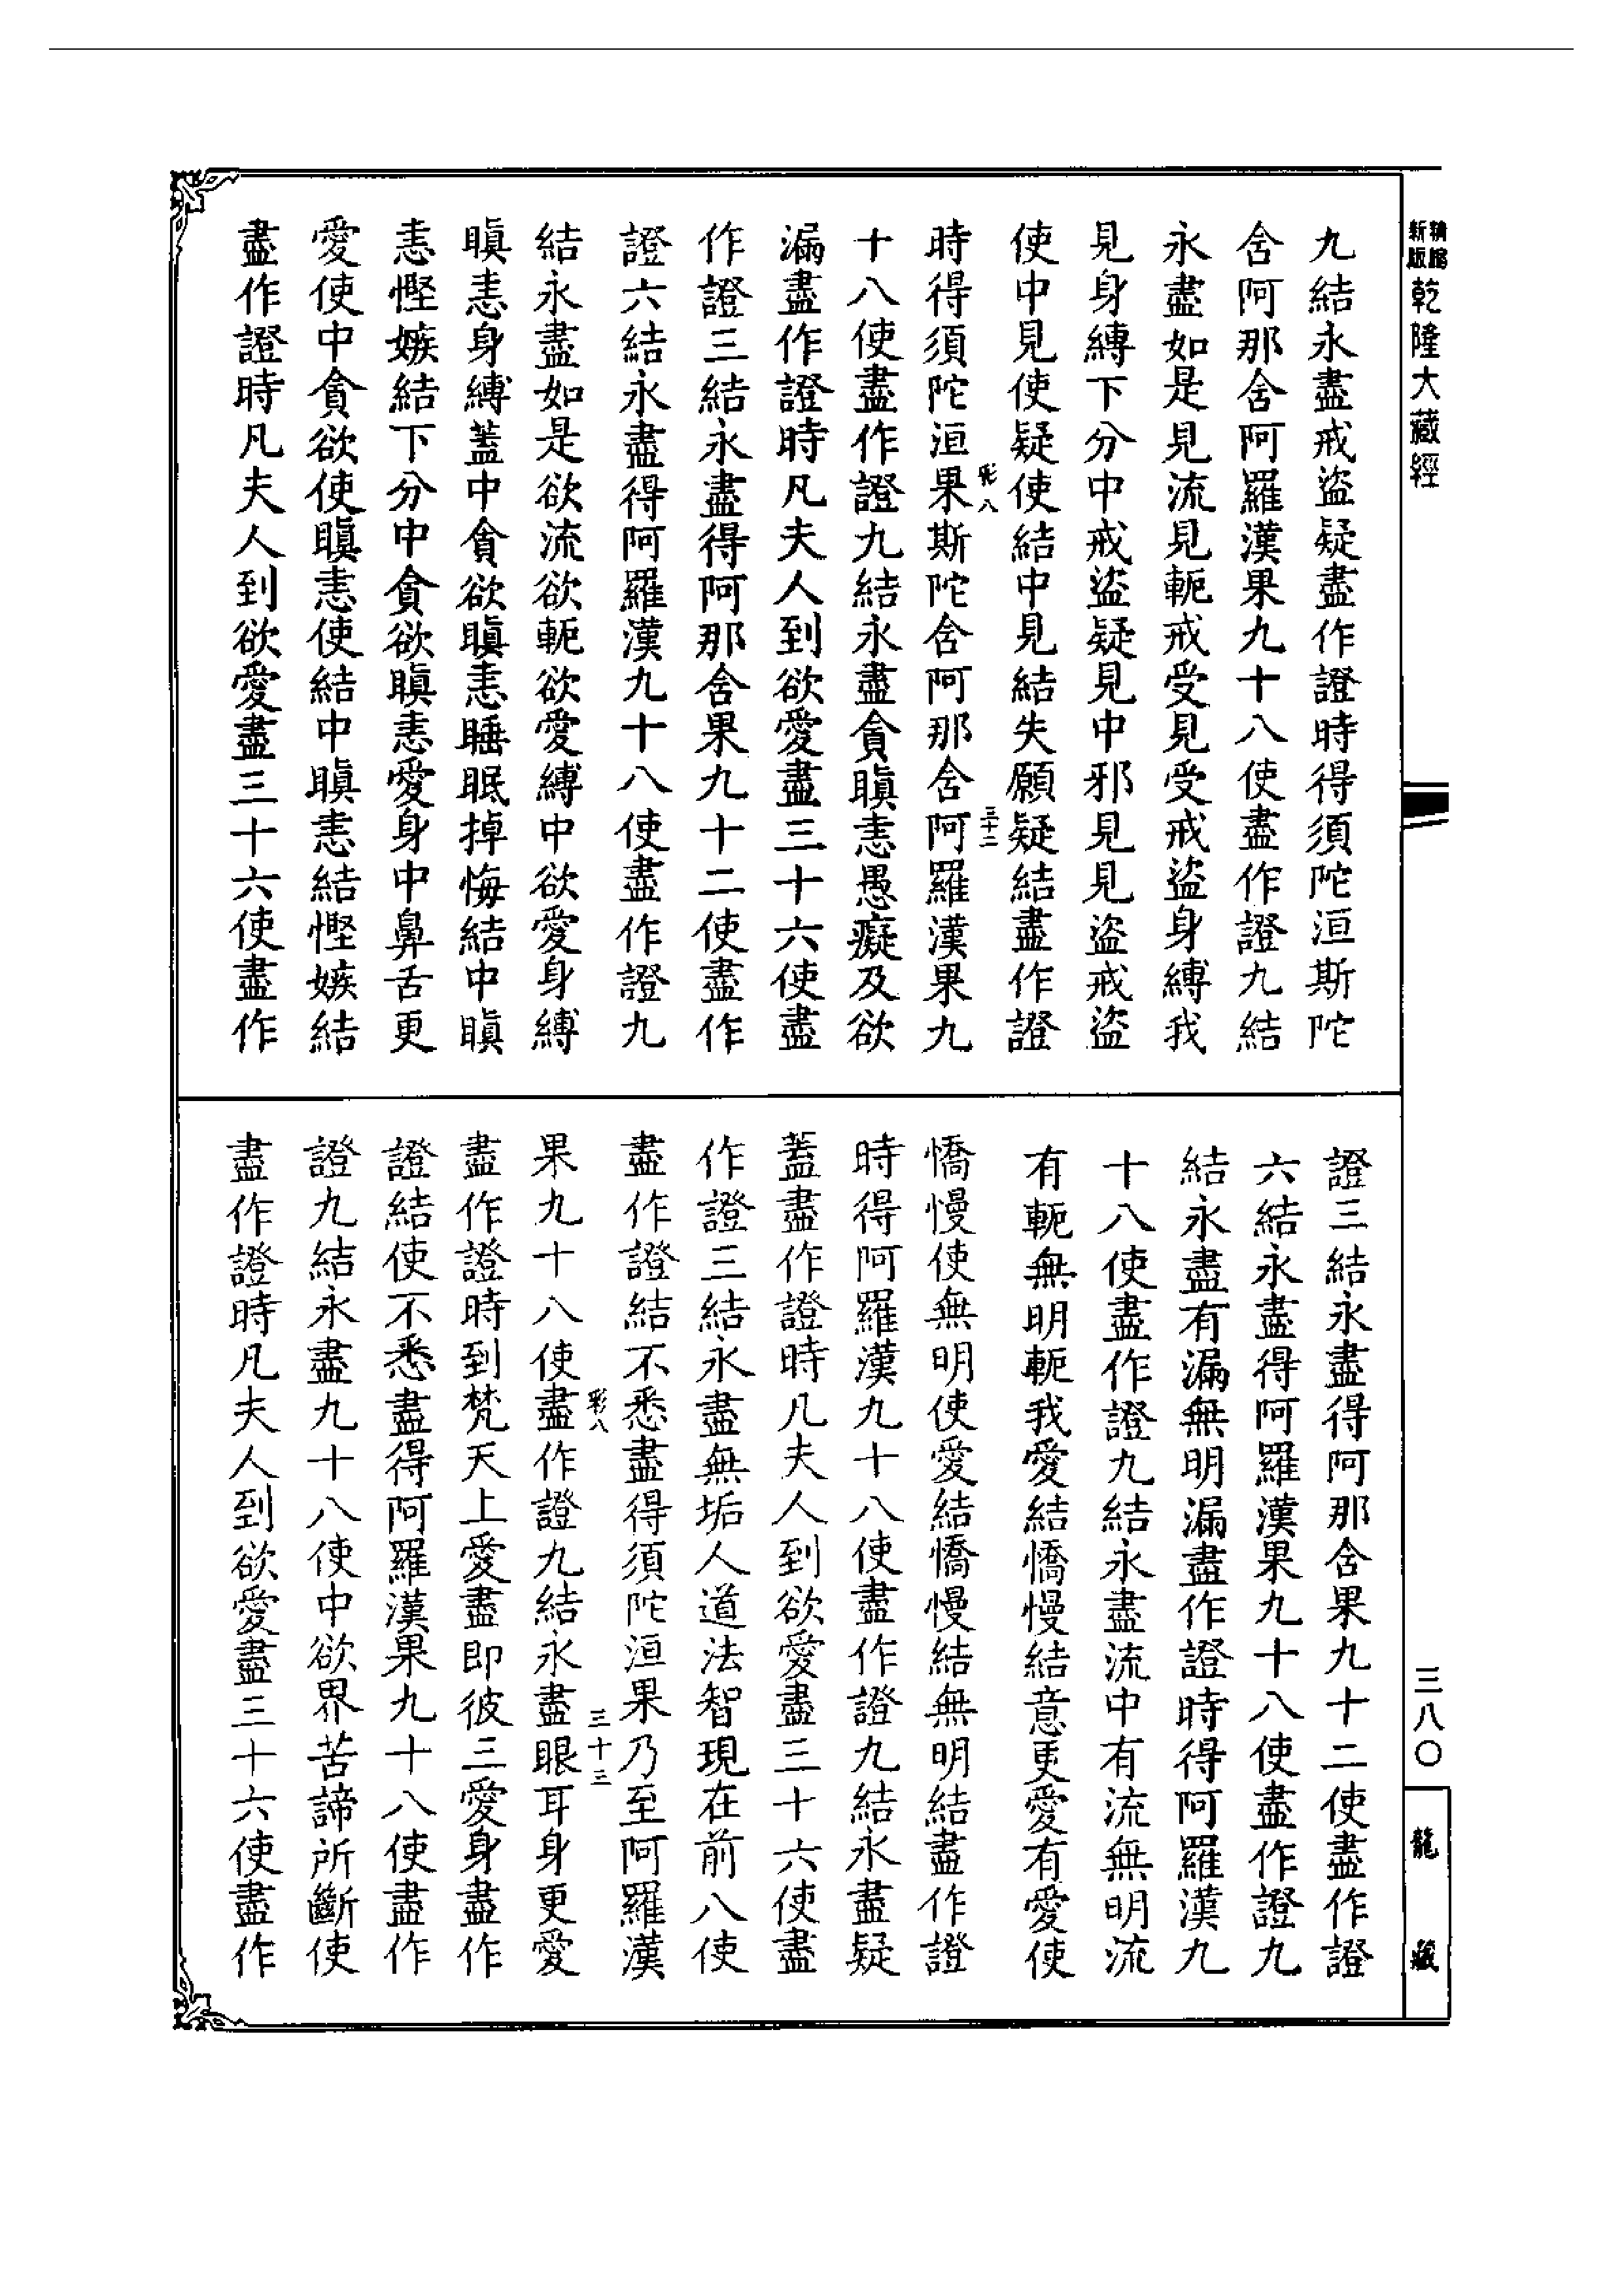 新版
精縮
乾隆大藏經
九結永盡戒盜疑盡作證時得須陀洹斯陀
含阿那含阿羅漢果九十八使盡作證九結
永盡如是見流見軛戒受見受戒盜身縛我
見身縛下分中戒盜疑見中邪見見盜戒盜
使中見使疑使結中見結失願疑結盡作證
時得須陀洹果斯陀含阿那含阿羅漢果九
十八使盡作證九結永盡貪瞋恚愚癡及欲
漏盡作證時凡夫人到欲愛盡三十六使盡
作證三結永盡得阿那含果九十二使盡作
證六結永盡得阿羅漢九十八使盡作證九
結永盡如是欲流欲軛欲愛縛中欲愛身縛
瞋恚身縛蓋中貪欲瞋恚睡眠掉悔結中瞋
恚慳嫉結下分中貪欲瞋恚愛身中鼻舌更
愛使中貪欲使瞋恚使結中瞋恚結慳嫉結
盡作證時凡夫人到欲愛盡三十六使盡作
彩八
三十二
證三結永盡得阿那含果九十二使盡作證
六結永盡得阿羅漢果九十八使盡作證九
結永盡有漏無明漏盡作證時得阿羅漢九
十八使盡作證九結永盡流中有流無明流
有軛無明軛我愛結憍慢結意更愛有愛使
憍慢使無明使愛結憍慢結無明結盡作證
時得阿羅漢九十八使盡作證九結永盡疑
蓋盡作證時凡夫人到欲愛盡三十六使盡
作證三結永盡無垢人道法智現在前八使
盡作證結不悉盡得須陀洹果乃至阿羅漢
果九十八使盡作證九結永盡眼耳身更愛
盡作證時到梵天上愛盡即彼三愛身盡作
證結使不悉盡得阿羅漢果九十八使盡作
證九結永盡九十八使中欲界苦諦所斷使
盡作證時凡夫人到欲愛盡三十六使盡作
彩八
三十三
三八〇
龍藏